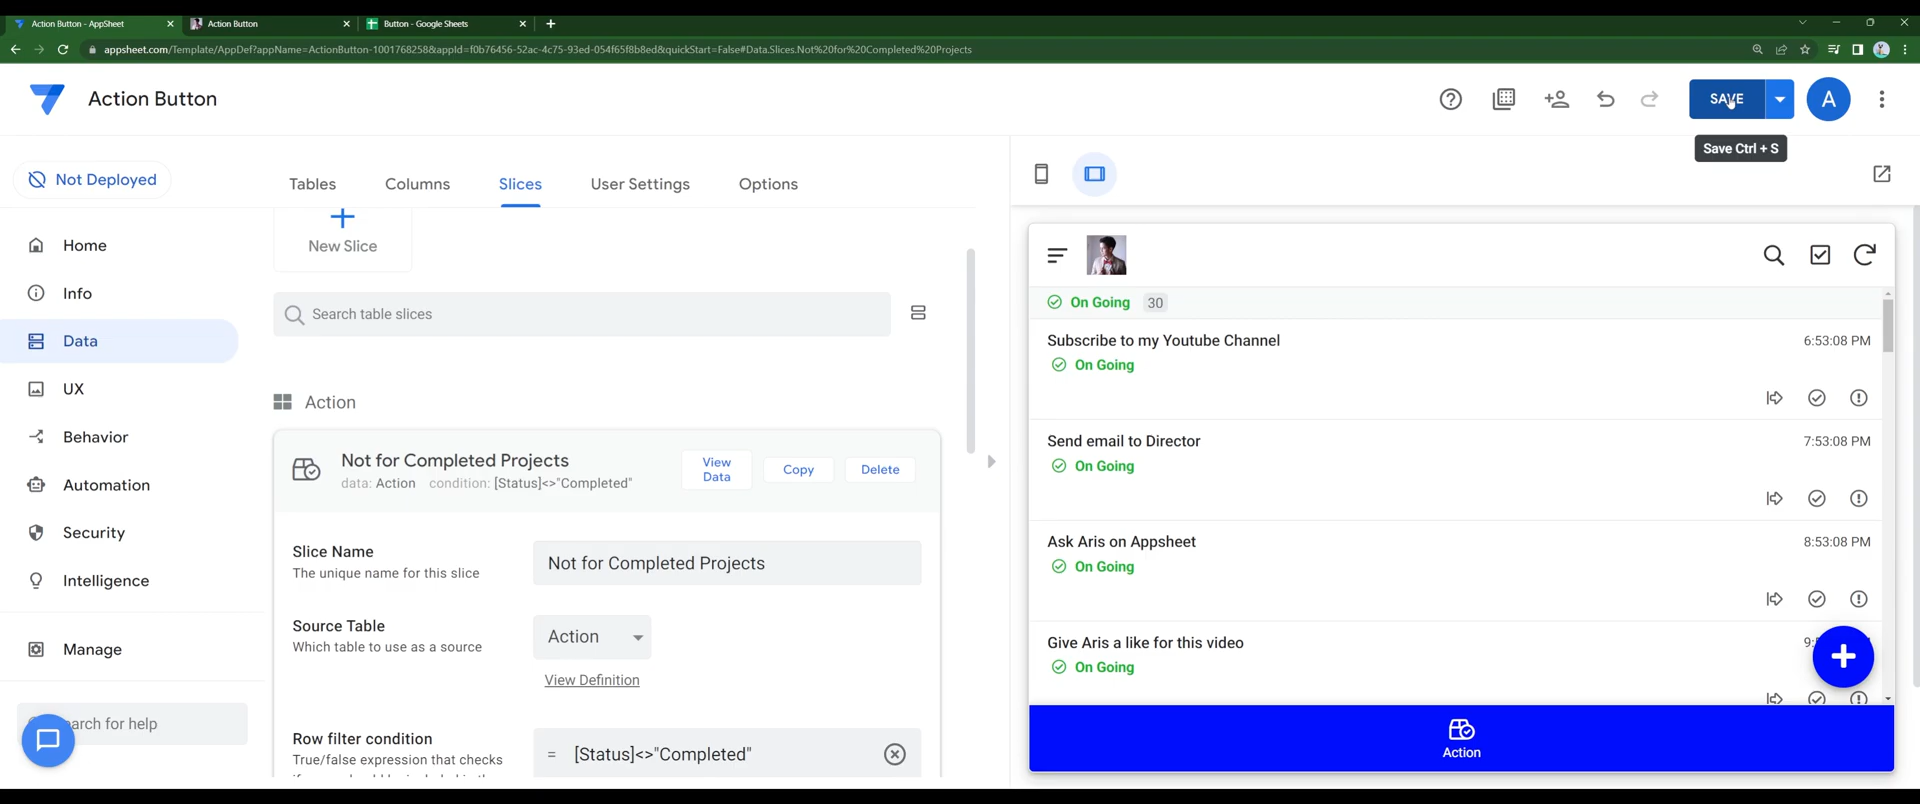 Action Button - AppSheet
Action Button
Button - Google Sheets
appsheet.com/Template/AppDef?appName=ActionButton-1001768258&appId=f0b76456-52ac-4c75-93ed-054f65f8b8ed&quickStart=False#Data.Slices.Not%20for%20Completed%20Projects
Action Button
SAVE
A
Save Ctrl + S
Not Deployed
Tables
Columns
Slices
User Settings
Options
Home
Info
Data
UX
Behavior
Automation
Security
Intelligence
Manage
arch for help
New Slice
Search table slices
Action
Not for Completed Projects
data: Action condition: [Status]<>"Completed"
View
Data
Copy
Delete
Slice Name
The unique name for this slice
Not for Completed Projects
Source Table
Which table to use as a source
Action
View Definition
Row filter condition
True/false expression that checks
= [Status]<>"Completed"
On Going 30
Subscribe to my Youtube Channel
6:53:08 PM
On Going
Send email to Director
7:53:08 PM
On Going
Ask Aris on Appsheet
8:53:08 PM
On Going
Give Aris a like for this video
On Going
Action